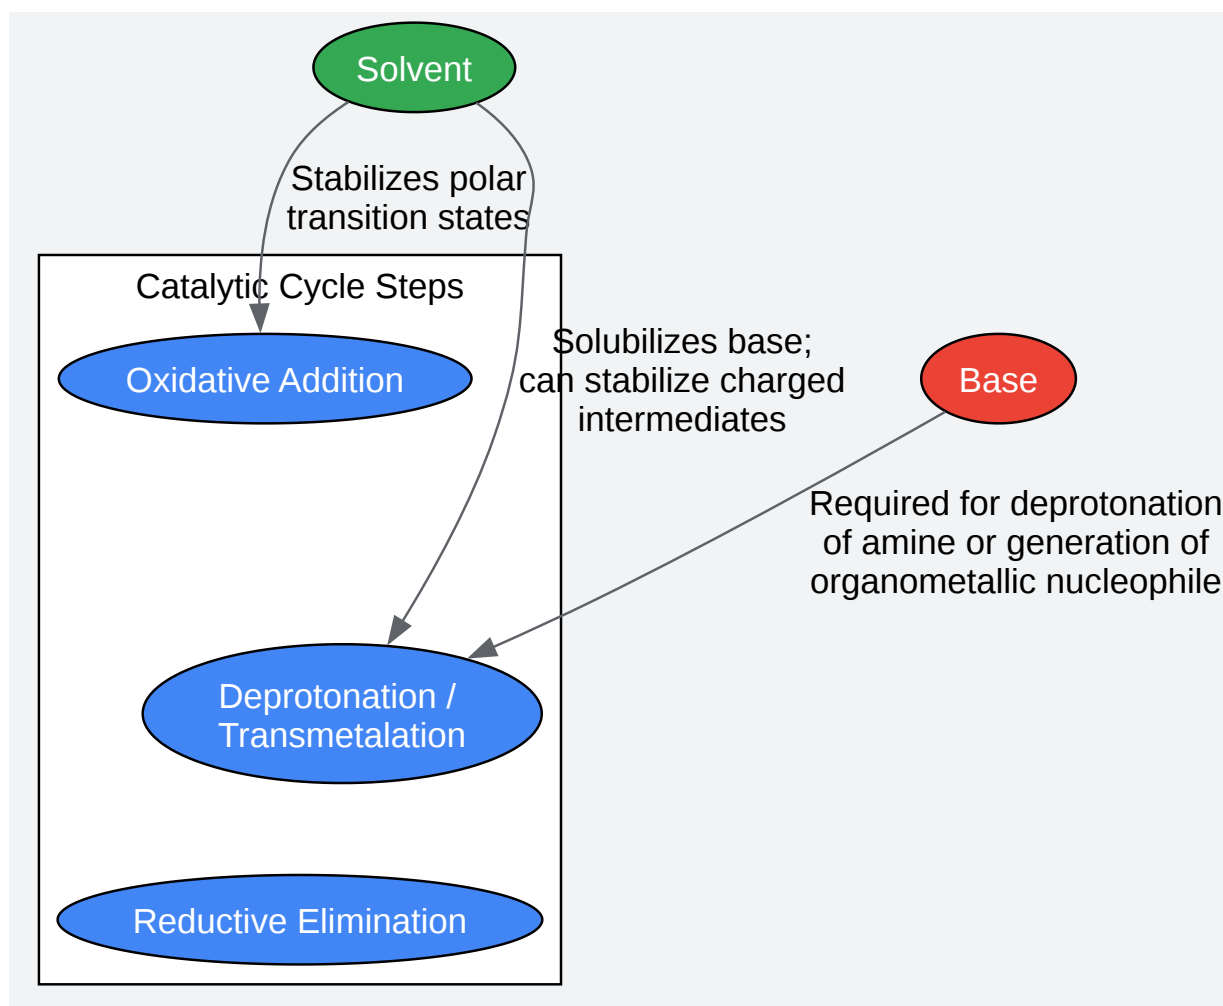 Solvent
Stabilizes polar
transition states
Catalytic Cycle Steps
Oxidative Addition
Solubilizes base;
can stabilize charged
intermediates
Base
Required for deprotonation
of amine or generation of
organometallic nucleophile
Deprotonation /
Transmetalation
Reductive Elimination